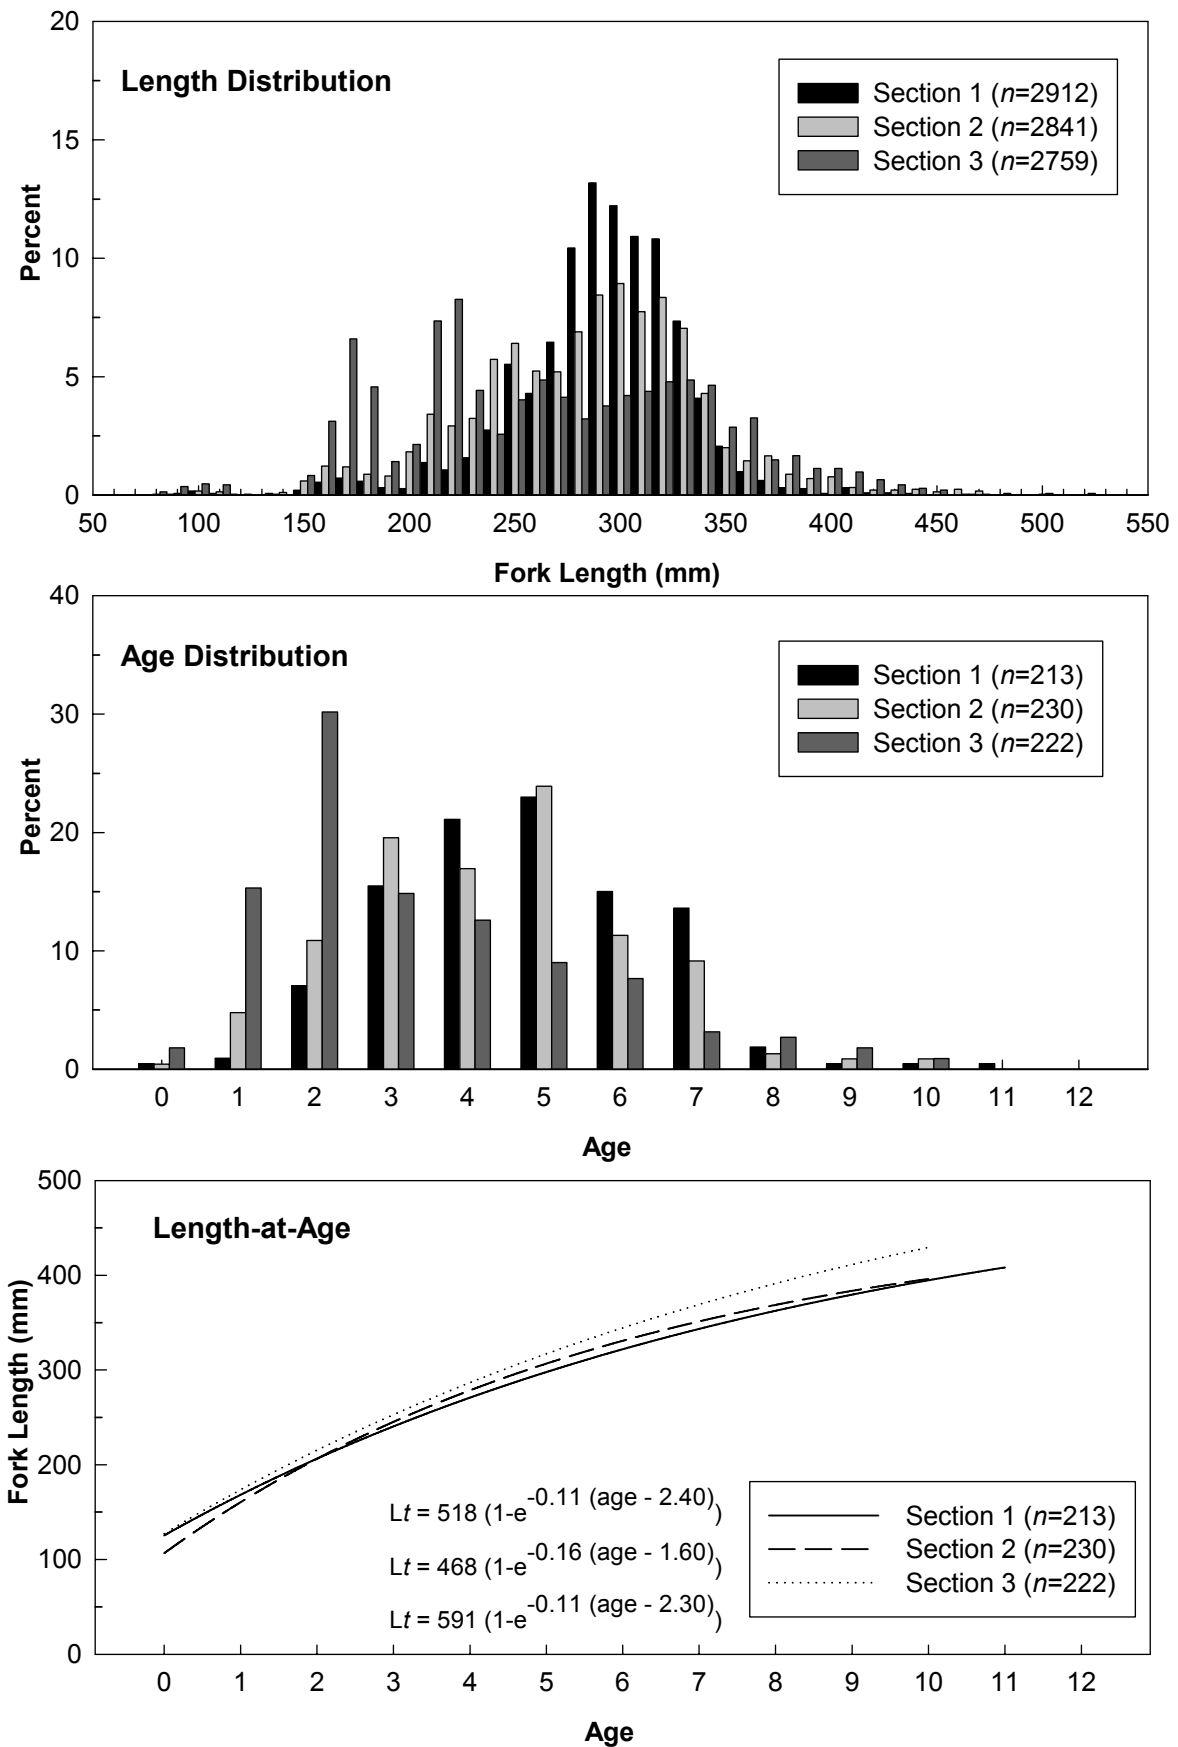 Length Distribution
Section 1 (n=2912)
Section 2 (n=2841)
Section 3 (n=2759)
Percent
20
15
10
5
0
50 100 150 200 250 300 350 400 450 500 550
Fork Length (mm)
Age Distribution
Section 1 (n=213)
Section 2 (n=230)
Section 3 (n=222)
Percent
40
30
20
10
0
0 1 2 3 4 5 6 7 8 9 10 11 12
Age
Length-at-Age
Fork Length (mm)
500
400
300
200
100
0
Lt = 518 (1-e-0.11 (age - 2.40))
Lt = 468 (1-e-0.16 (age - 1.60))
Lt = 591 (1-e-0.11 (age - 2.30))
Section 1 (n=213)
Section 2 (n=230)
Section 3 (n=222)
0 1 2 3 4 5 6 7 8 9 10 11 12
Age